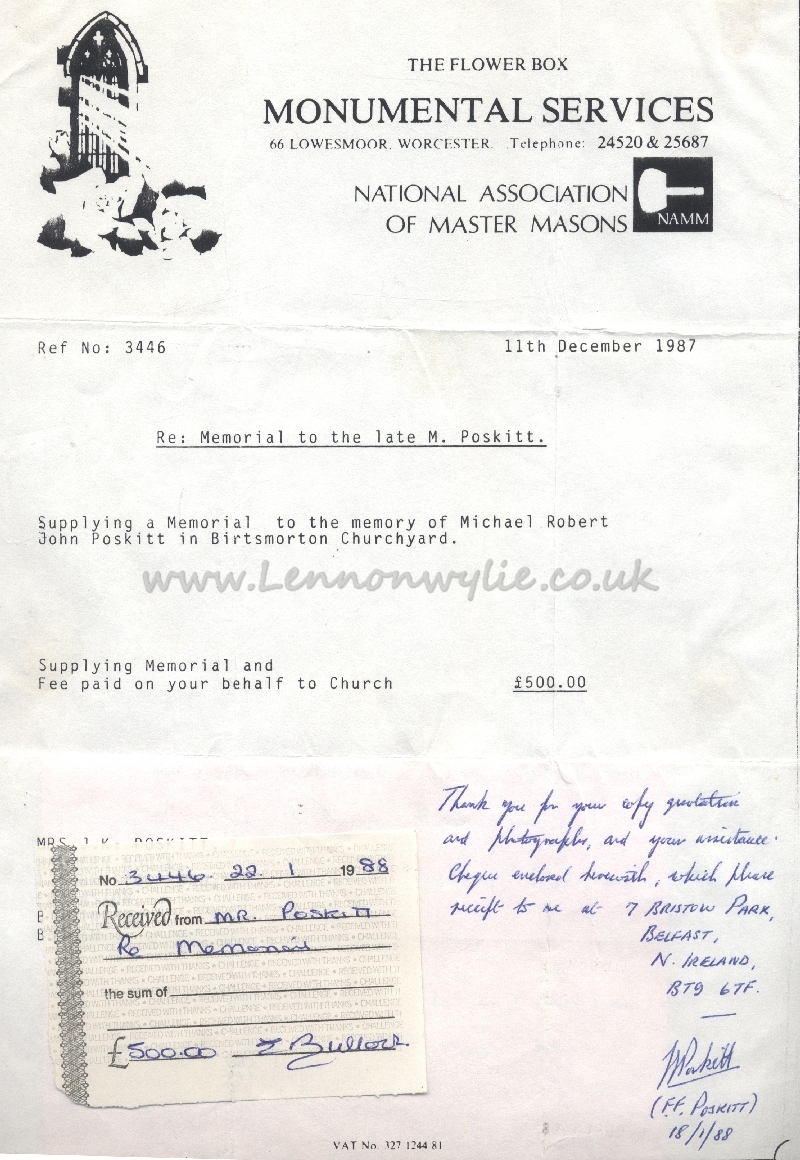 THE FLOWER BOX
MONUMENTAL SERVICES
66 LOWESMOOR, WORCESTER. Telephone: 24520 & 25687
NATIONAL ASSOCIATION
OF MASTER MASONS
NAMM
Ref No: 3446 11th December 1987
Re: Memorial to the late M. Poskitt.
Supplying a Memorial to the memory of Michael Robert
John Poskitt in Birtsmorton Churchyard.
www.Lennonwylie.co.uk
Supplying Memorial and
Fee paid on your behalf to Church £500.00
Thank you for your copy quotation
and photographs, and your assistance.
Cheque enclosed herewith, which please
receipt to me at 7 BRISTOW PARK,
BELFAST,
N. IRELAND,
BT9 6TF.
FPoskitt
(F.F. POSKITT)
18/1/88
MRS J K POSKITT
B
B
No 3446. 22. 1 1988
Received from MR. Poskitt
Re Memorial
the sum of
£500.00 Bullock
VAT No. 327 1244 81